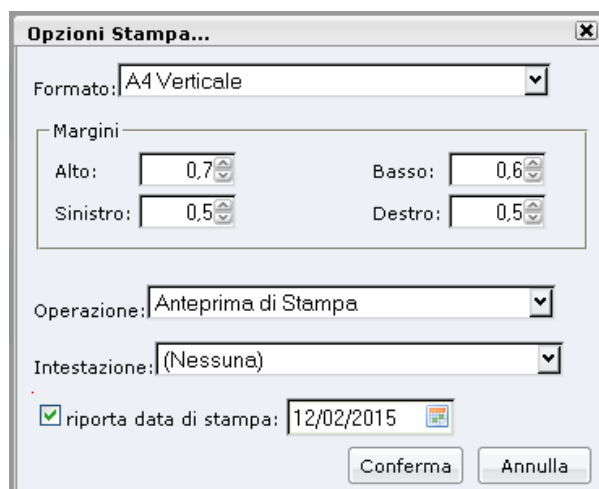 Opzioni Stampa...
Formato: A4 Verticale
Margini
Alto: 0,7 Basso: 0,6
Sinistro: 0,5 Destro: 0,5
Operazione: Anteprima di Stampa
Intestazione: (Nessuna)
riporta data di stampa: 12/02/2015
Conferma Annulla